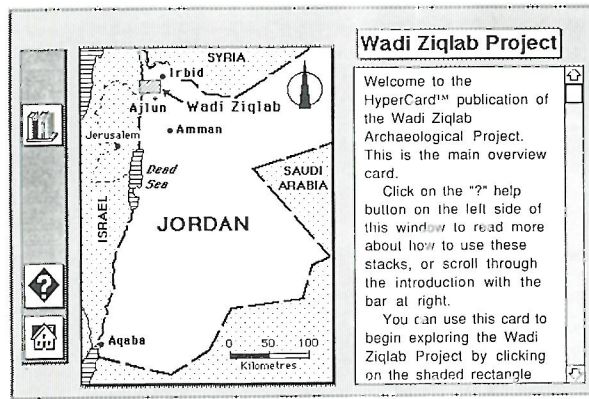 Wadi Ziqlab Project
SYRIA
Irbid
Ajlun
Wadi Ziqlab
Jerusalem
Amman
Dead
Sea
SAUDI
ARABIA
ISRAEL
JORDAN
Aqaba
0 50 100
Kilometres
?
Welcome to the
HyperCard™ publication of
the Wadi Ziqlab
Archaeological Project.
This is the main overview
card.
Click on the "?" help
button on the left side of
this window to read more
about how to use these
stacks, or scroll through
the introduction with the
bar at right.
You can use this card to
begin exploring the Wadi
Ziqlab Project by clicking
on the shaded rectangle